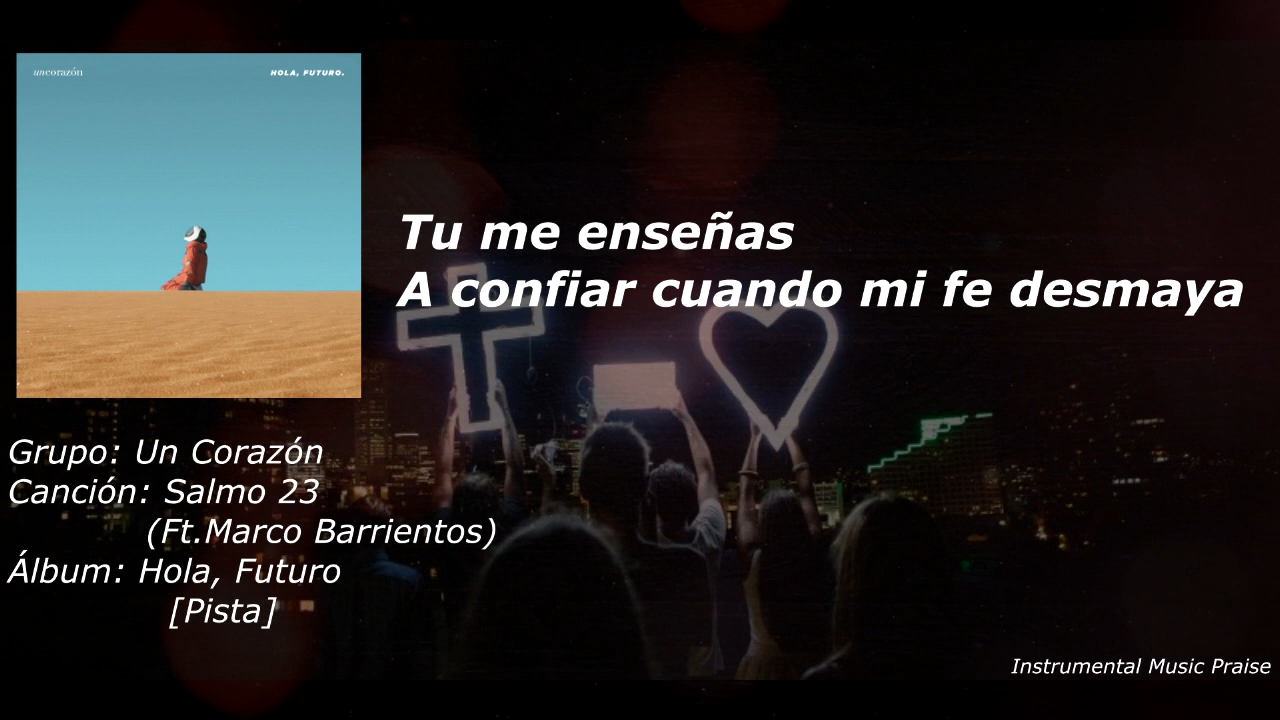 uncorazón
HOLA, FUTURO.
Tu me enseñas
A confiar cuando mi fe desmaya
Grupo: Un Corazón
Canción: Salmo 23
(Ft.Marco Barrientos)
Álbum: Hola, Futuro
[Pista]
Instrumental Music Praise